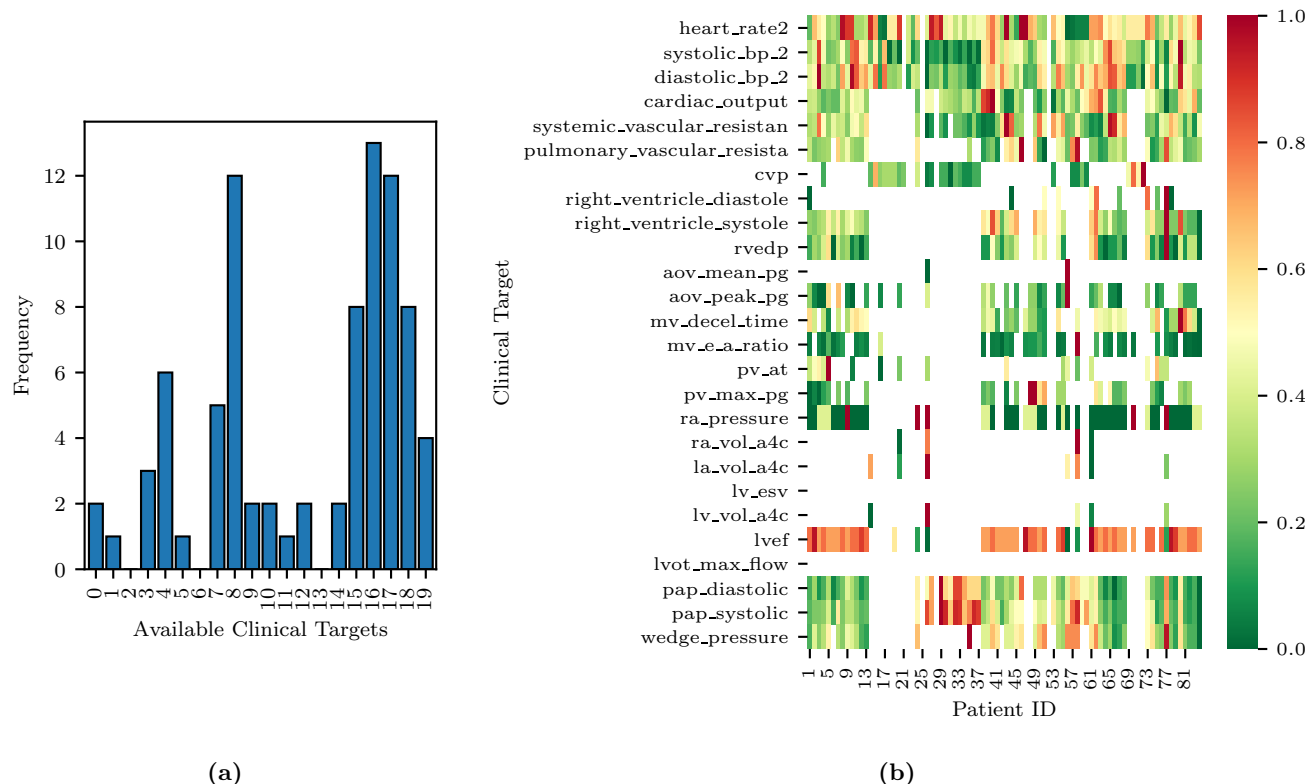 12
10
8
6
4
2
0
Frequency
0 1 2 3 4 5 6 7 8 9 10 11 12 13 14 15 16 17 18 19
Available Clinical Targets
(a)
Clinical Target
heart_rate2
systolic_bp_2
diastolic_bp_2
cardiac_output
systemic_vascular_resistan
pulmonary_vascular_resista
cvp
right_ventricle_diastole
right_ventricle_systole
rvedp
aov_mean_pg
aov_peak_pg
mv_decel_time
mv_e_a_ratio
pv_at
pv_max_pg
ra_pressure
ra_vol_a4c
la_vol_a4c
lv_esv
lv_vol_a4c
lvef
lvot_max_flow
pap_diastolic
pap_systolic
wedge_pressure
1 5 9 13 17 21 25 29 33 37 41 45 49 53 57 61 65 69 73 77 81
Patient ID
1.0
0.8
0.6
0.4
0.2
0.0
(b)